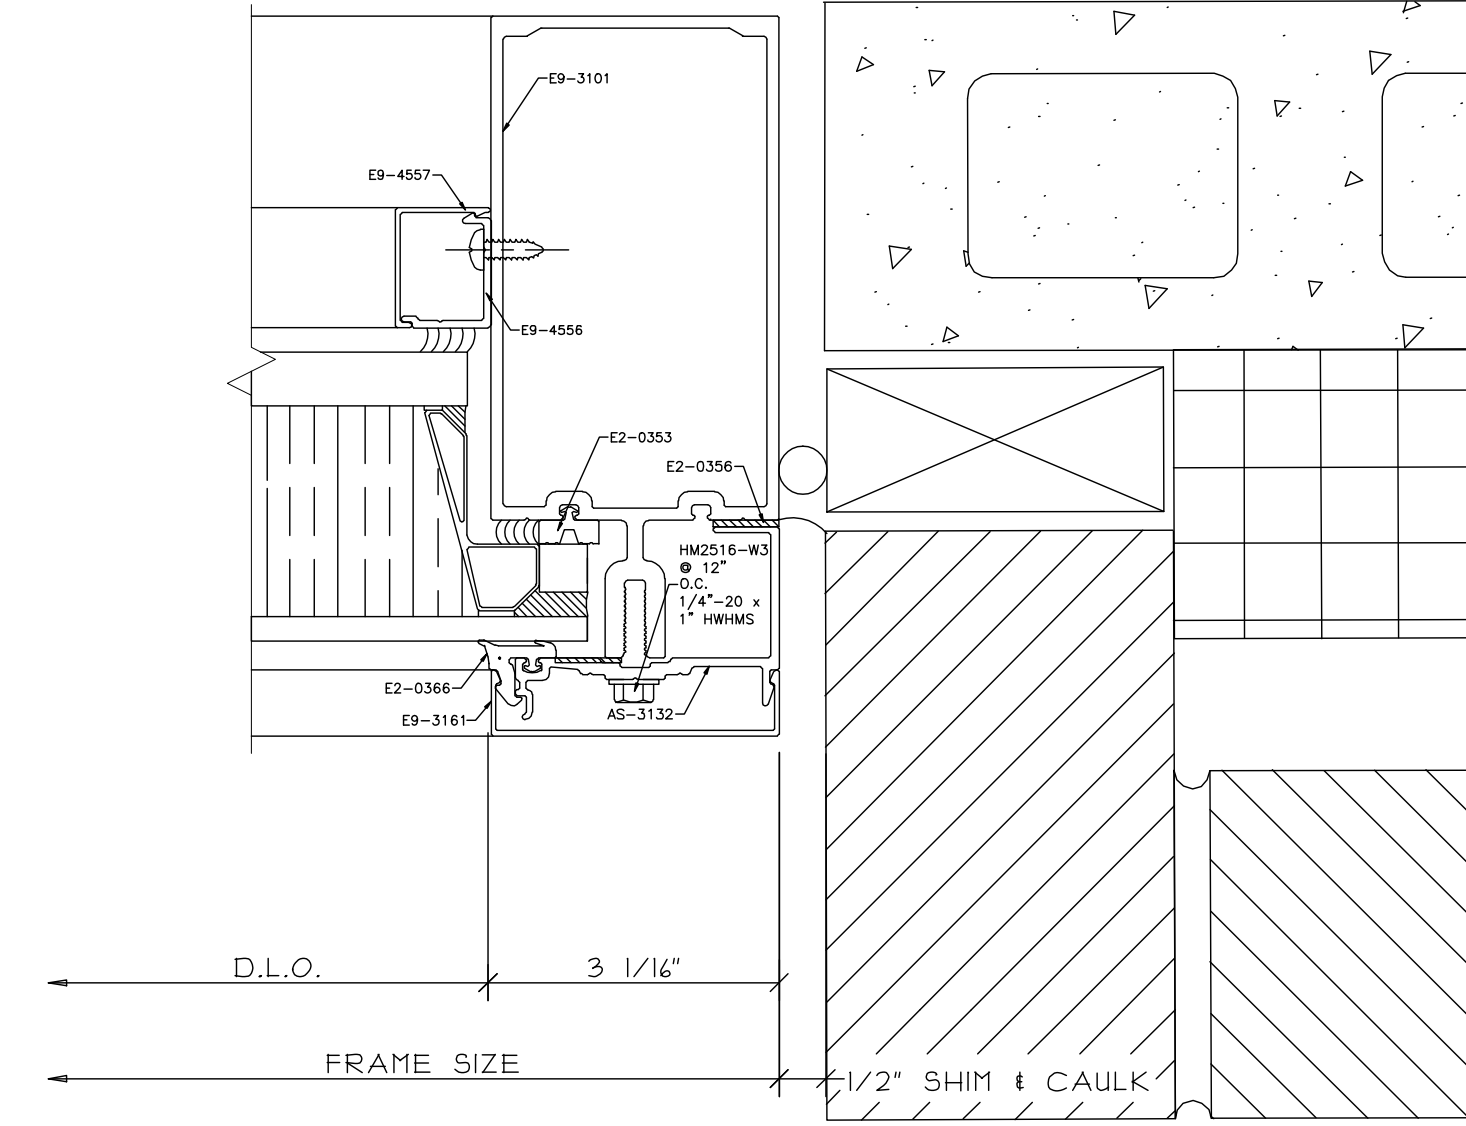 E9-3101
E9-4557
E9-4556
E2-0353
E2-0356
HM2516-W3
@ 12"
O.C.
1/4"-20 x
1" HWHMS
E2-0366
E9-3161
AS-3132
D.L.O.
3 1/16"
FRAME SIZE
1/2" SHIM & CAULK